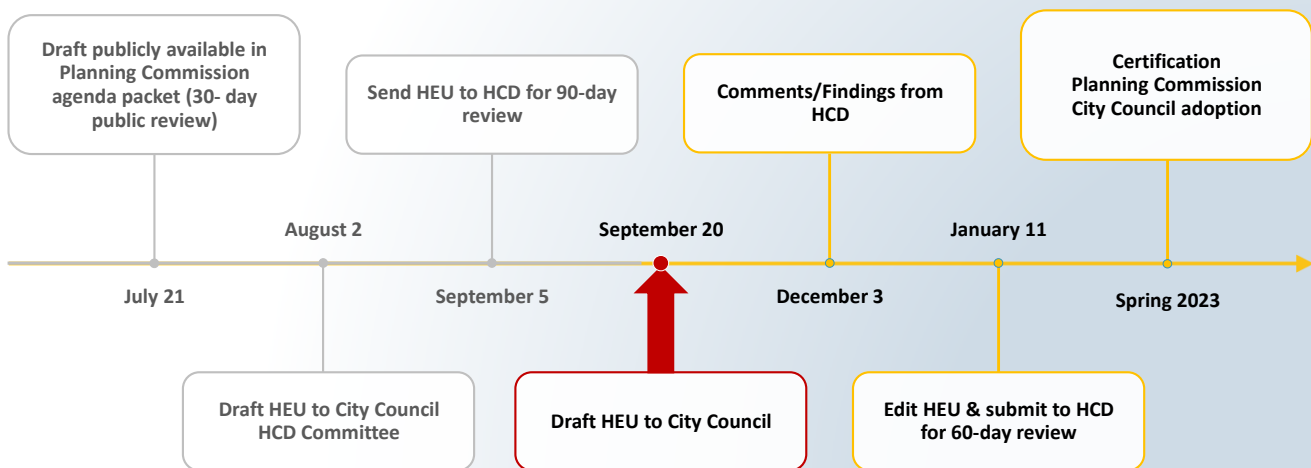 Draft publicly available in
Planning Commission
agenda packet (30- day
public review)
Send HEU to HCD for 90-day
review
Comments/Findings from
HCD
Certification
Planning Commission
City Council adoption
August 2
September 20
January 11
July 21
September 5
December 3
Spring 2023
Draft HEU to City Council
HCD Committee
Draft HEU to City Council
Edit HEU & submit to HCD
for 60-day review